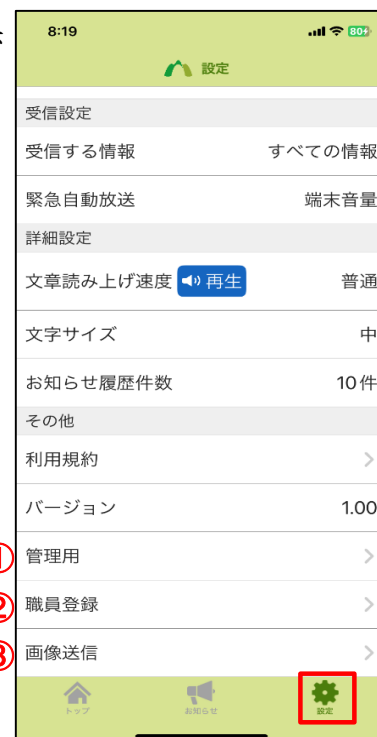 8:19 80
設定
受信設定
受信する情報 すべての情報
緊急自動放送 端末音量
詳細設定
文章読み上げ速度 再生 普通
文字サイズ 中
お知らせ履歴件数 10件
その他
利用規約
バージョン 1.00
① 管理用
② 職員登録
③ 画像送信
トップ お知らせ 設定